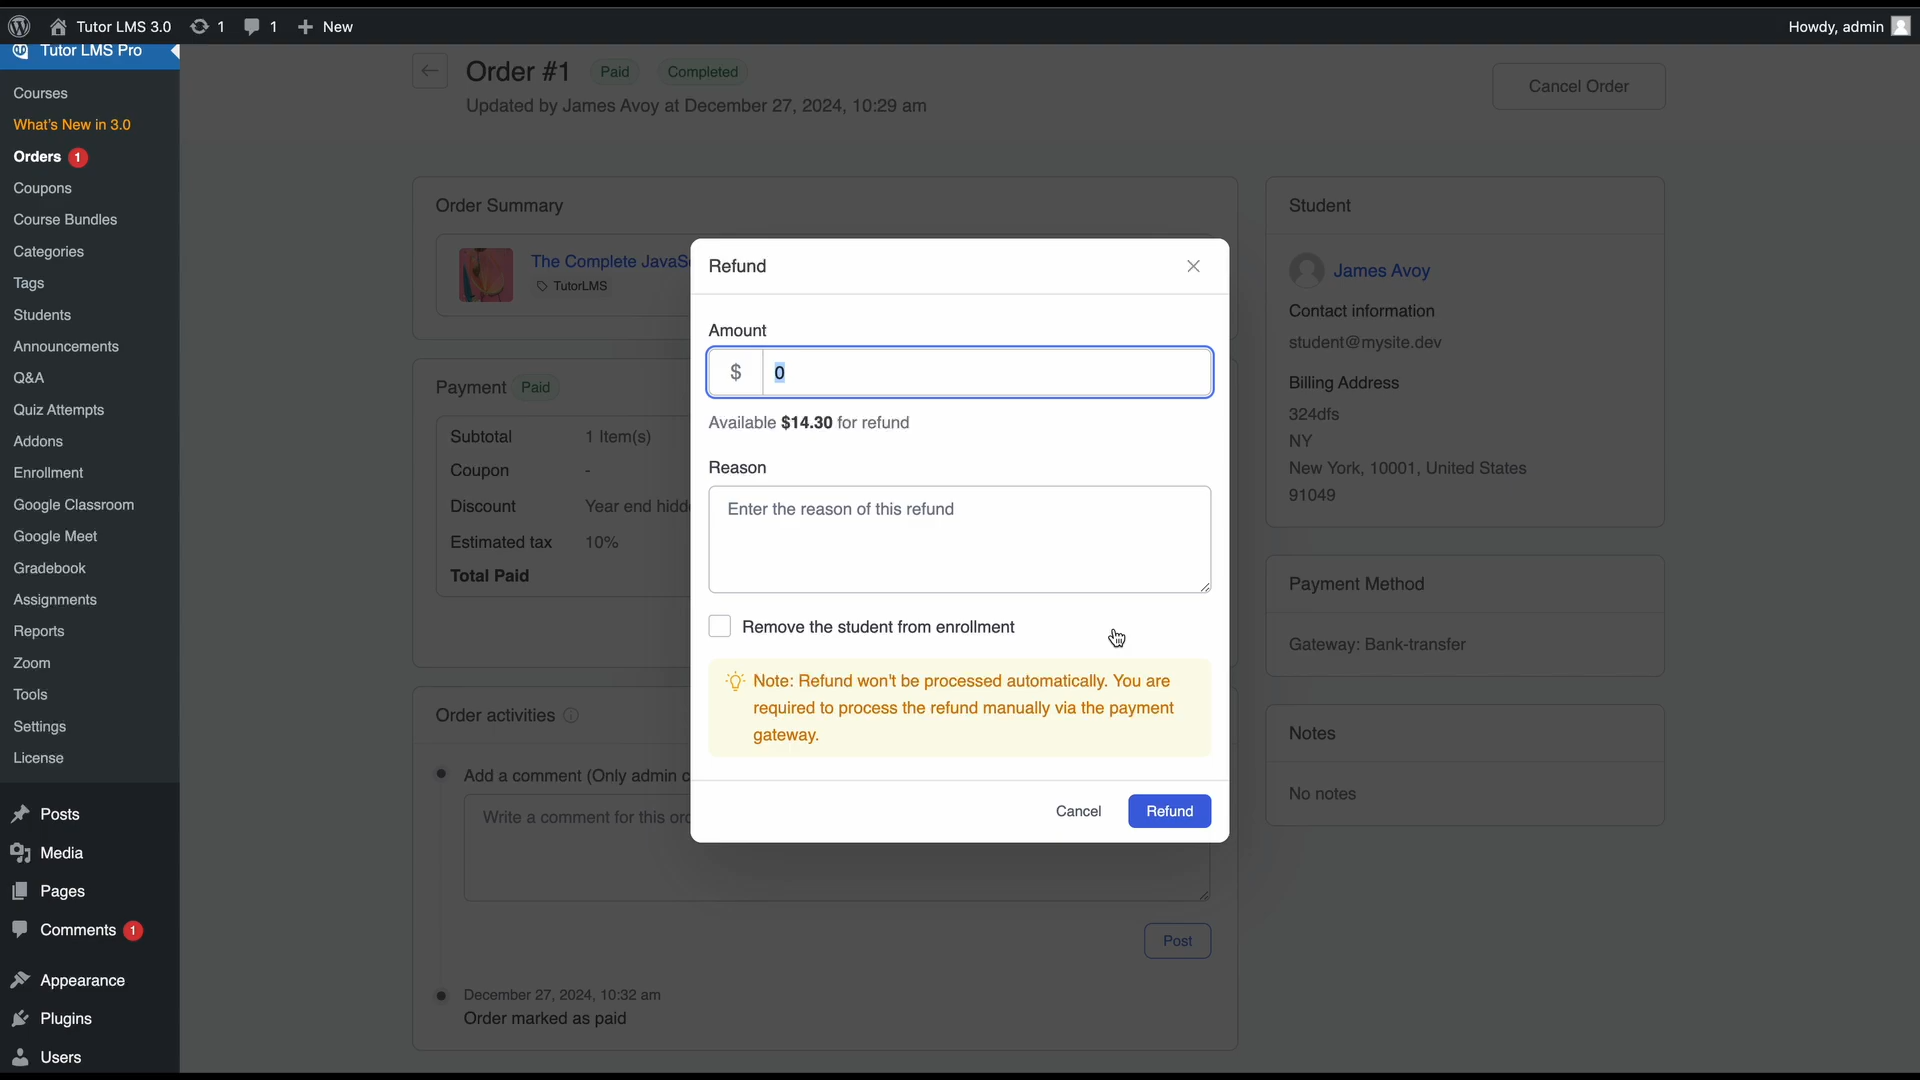 Tutor LMS 3.0 1 1 + New Howdy, admin
Tutor LMS Pro
Courses
What's New in 3.0
Orders 1
Coupons
Course Bundles
Categories
Tags
Students
Announcements
Q&A
Quiz Attempts
Addons
Enrollment
Google Classroom
Google Meet
Gradebook
Assignments
Reports
Zoom
Tools
Settings
License
Posts
Media
Pages
Comments 1
Appearance
Plugins
Users
Order #1 Paid Completed
Updated by James Avoy at December 27, 2024, 10:29 am
Cancel Order
Order Summary
The Complete JavaS
TutorLMS
Payment Paid
Subtotal 1 Item(s)
Coupon -
Discount Year end hidd
Estimated tax 10%
Total Paid
Order activities
Add a comment (Only admin c
Write a comment for this ord
Post
December 27, 2024, 10:32 am
Order marked as paid
Refund
Amount
$ 0
Available $14.30 for refund
Reason
Enter the reason of this refund
Remove the student from enrollment
Note: Refund won't be processed automatically. You are
required to process the refund manually via the payment
gateway.
Cancel Refund
Student
James Avoy
Contact information
student@mysite.dev
Billing Address
324dfs
NY
New York, 10001, United States
91049
Payment Method
Gateway: Bank-transfer
Notes
No notes